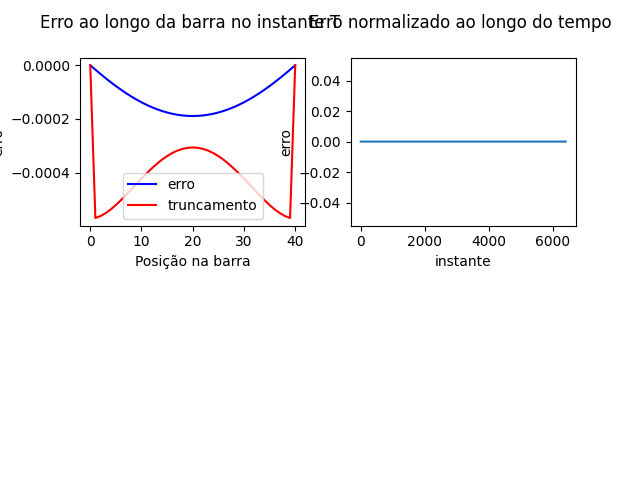 Erro ao longo da barra no instante T
Erro normalizado ao longo do tempo
0.0000
−0.0002
−0.0004
erro
erro
truncamento
0 10 20 30 40
Posição na barra
0.04
0.02
0.00
−0.02
−0.04
erro
0 2000 4000 6000
instante